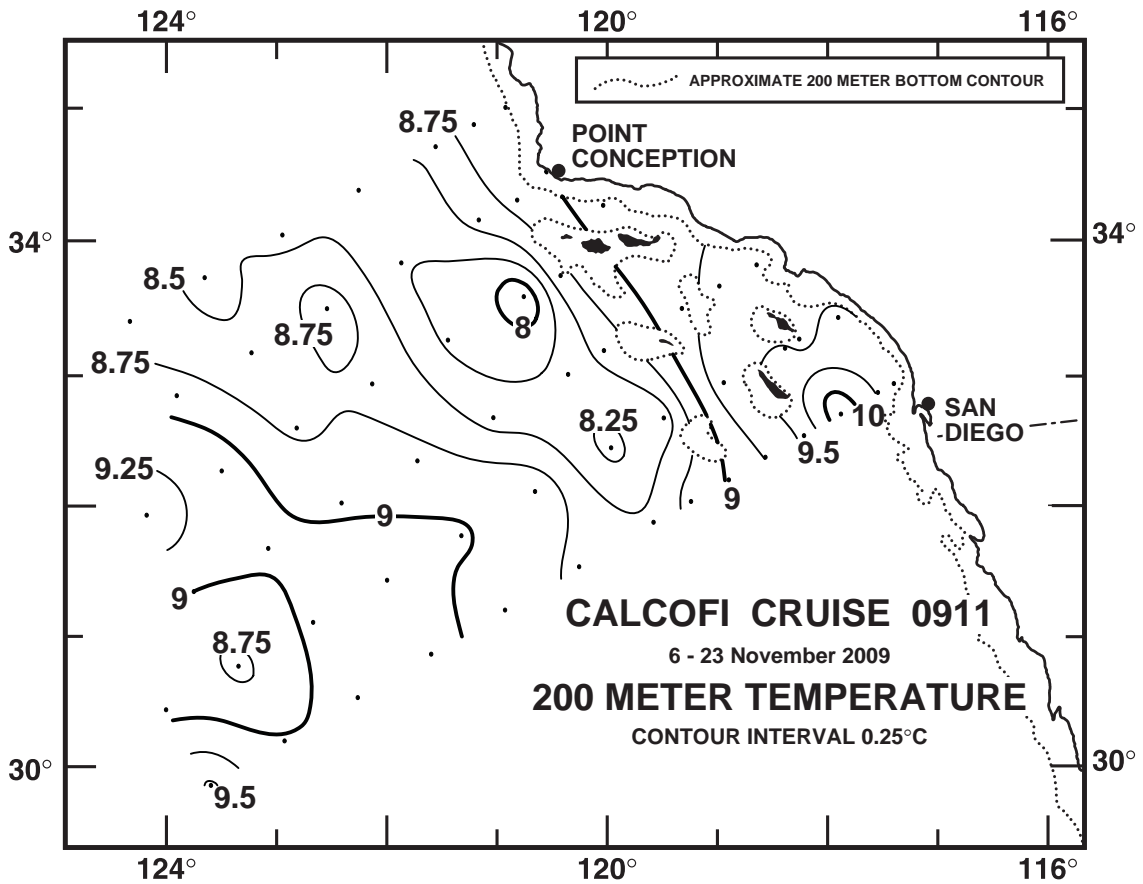 124° 120° 116°
APPROXIMATE 200 METER BOTTOM CONTOUR
8.75
POINT
CONCEPTION
34° 34°
8.5
8.75
8
8.75
8.25
10
SAN
DIEGO
9.5
9.25
9
9
9
8.75
CALCOFI CRUISE 0911
6 - 23 November 2009
200 METER TEMPERATURE
CONTOUR INTERVAL 0.25°C
30° 30°
9.5
124° 120° 116°